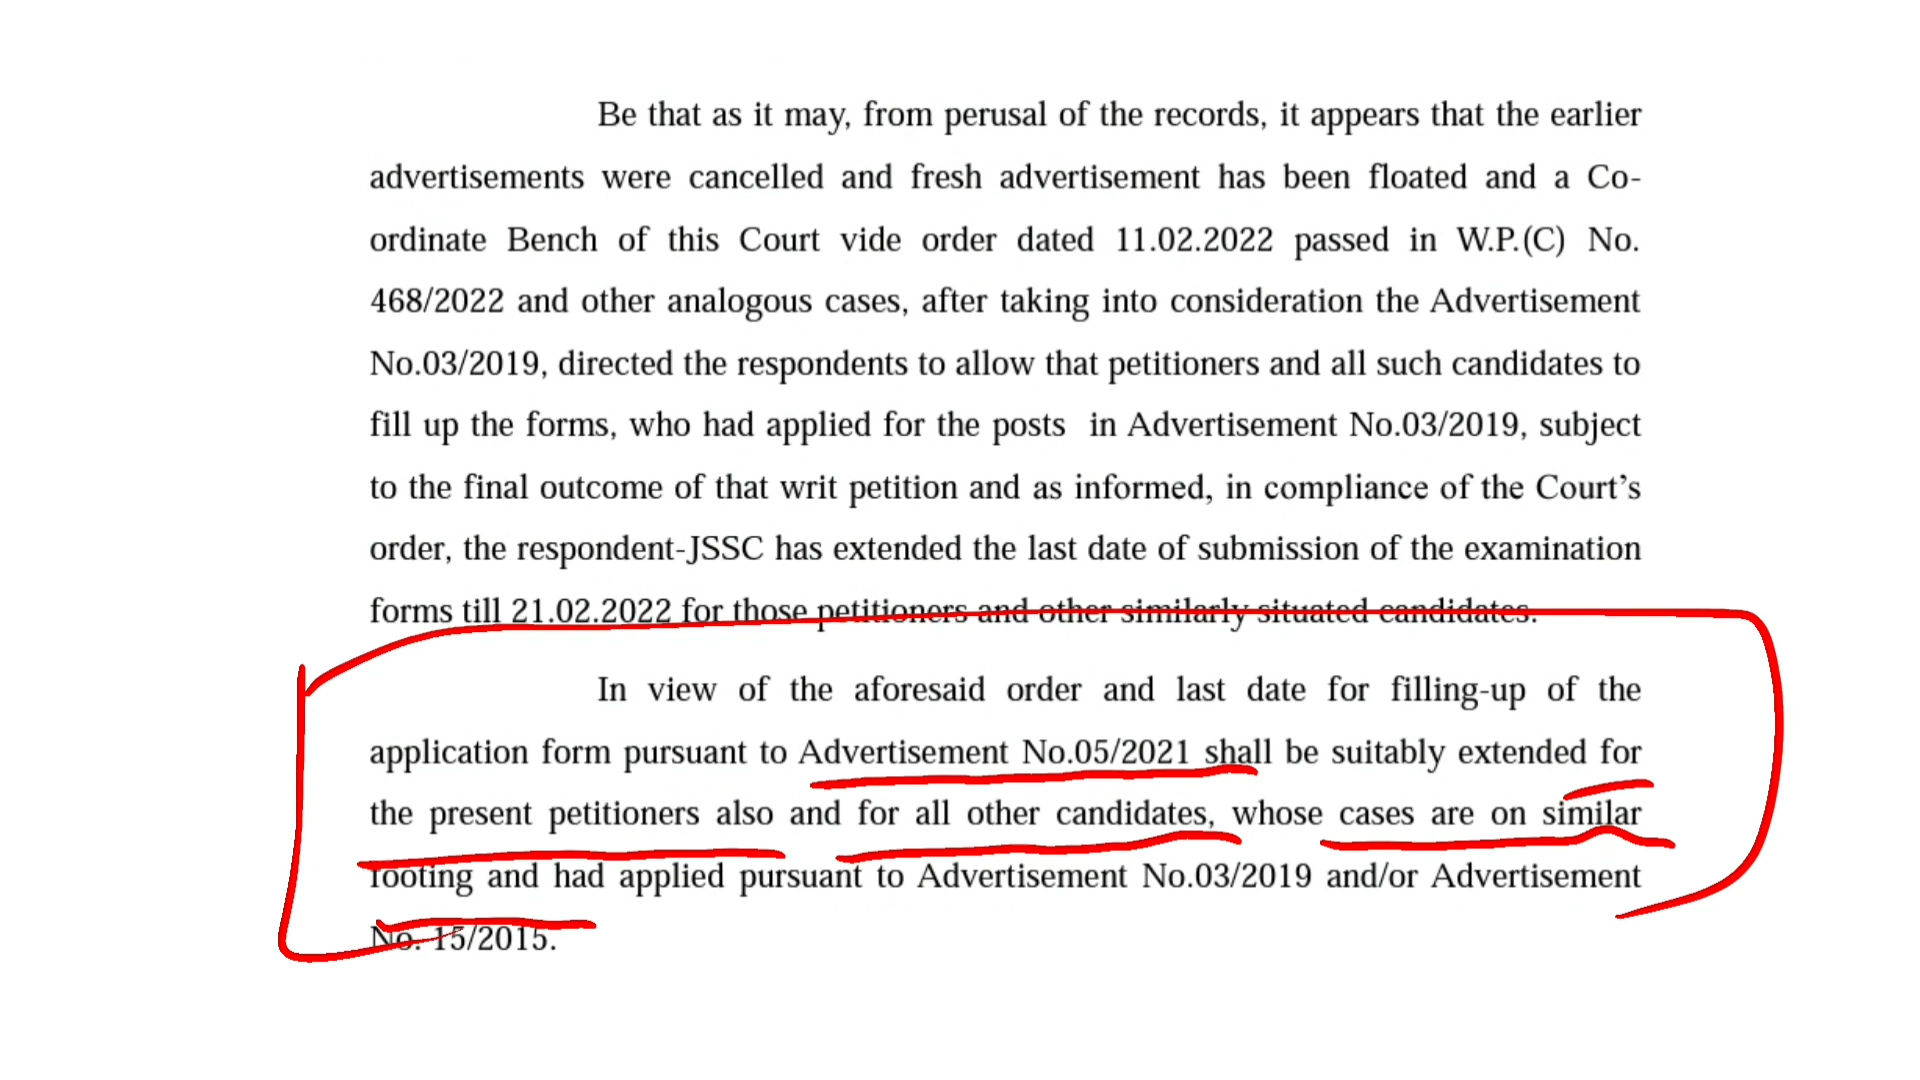 Be that as it may, from perusal of the records, it appears that the earlier
advertisements were cancelled and fresh advertisement has been floated and a Co-
ordinate Bench of this Court vide order dated 11.02.2022 passed in W.P.(C) No.
468/2022 and other analogous cases, after taking into consideration the Advertisement
No.03/2019, directed the respondents to allow that petitioners and all such candidates to
fill up the forms, who had applied for the posts in Advertisement No.03/2019, subject
to the final outcome of that writ petition and as informed, in compliance of the Court’s
order, the respondent-JSSC has extended the last date of submission of the examination
forms till 21.02.2022 for those petitioners and other similarly situated candidates.
In view of the aforesaid order and last date for filling-up of the
application form pursuant to Advertisement No.05/2021 shall be suitably extended for
the present petitioners also and for all other candidates, whose cases are on similar
footing and had applied pursuant to Advertisement No.03/2019 and/or Advertisement
No. 15/2015.